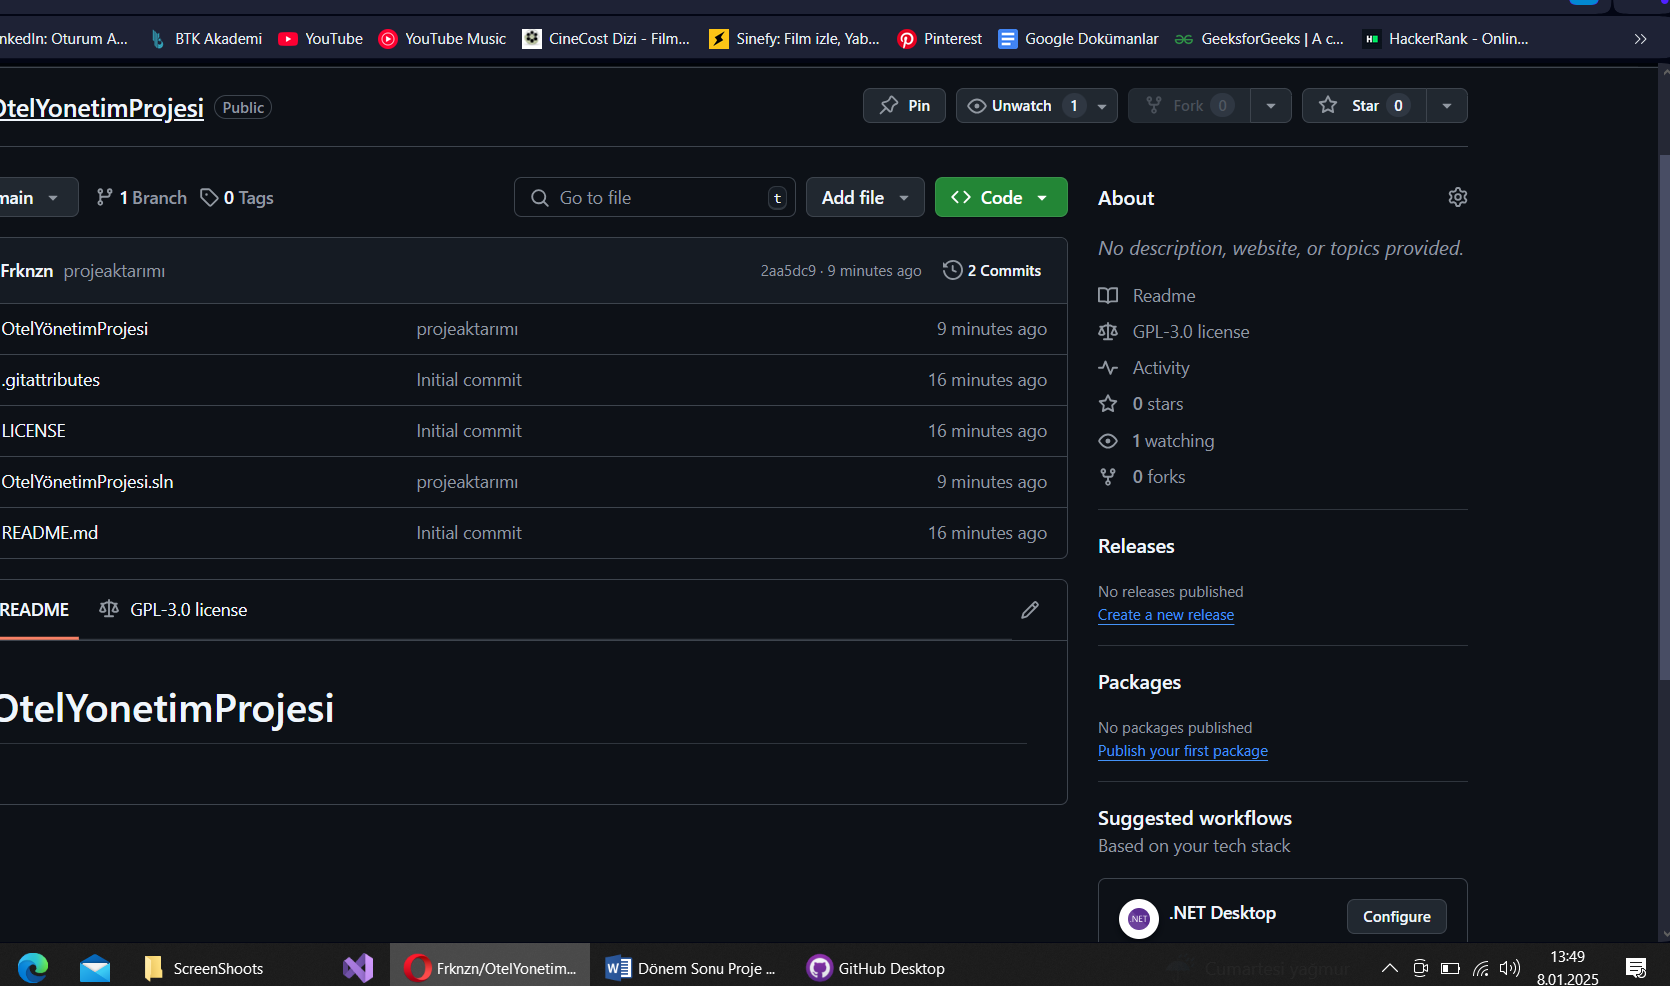 nkedIn: Oturum A... BTK Akademi YouTube YouTube Music CineCost Dizi - Film... Sinefy: Film izle, Yab... Pinterest Google Dokümanlar GeeksforGeeks | A c... HackerRank - Onlin...
OtelYonetimProjesi Public Pin Unwatch 1 Fork 0 Star 0
main 1 Branch 0 Tags Go to file t Add file Code
Frknzn projeaktarımı 2aa5dc9 · 9 minutes ago 2 Commits
OtelYönetimProjesi projeaktarımı 9 minutes ago
.gitattributes Initial commit 16 minutes ago
LICENSE Initial commit 16 minutes ago
OtelYönetimProjesi.sln projeaktarımı 9 minutes ago
README.md Initial commit 16 minutes ago
README GPL-3.0 license
OtelYonetimProjesi
About
No description, website, or topics provided.
Readme
GPL-3.0 license
Activity
0 stars
1 watching
0 forks
Releases
No releases published
Create a new release
Packages
No packages published
Publish your first package
Suggested workflows
Based on your tech stack
.NET .NET Desktop Configure
ScreenShoots Frknzn/OtelYonetim... Dönem Sonu Proje ... GitHub Desktop Cumartesi yağmur 13:49
8.01.2025